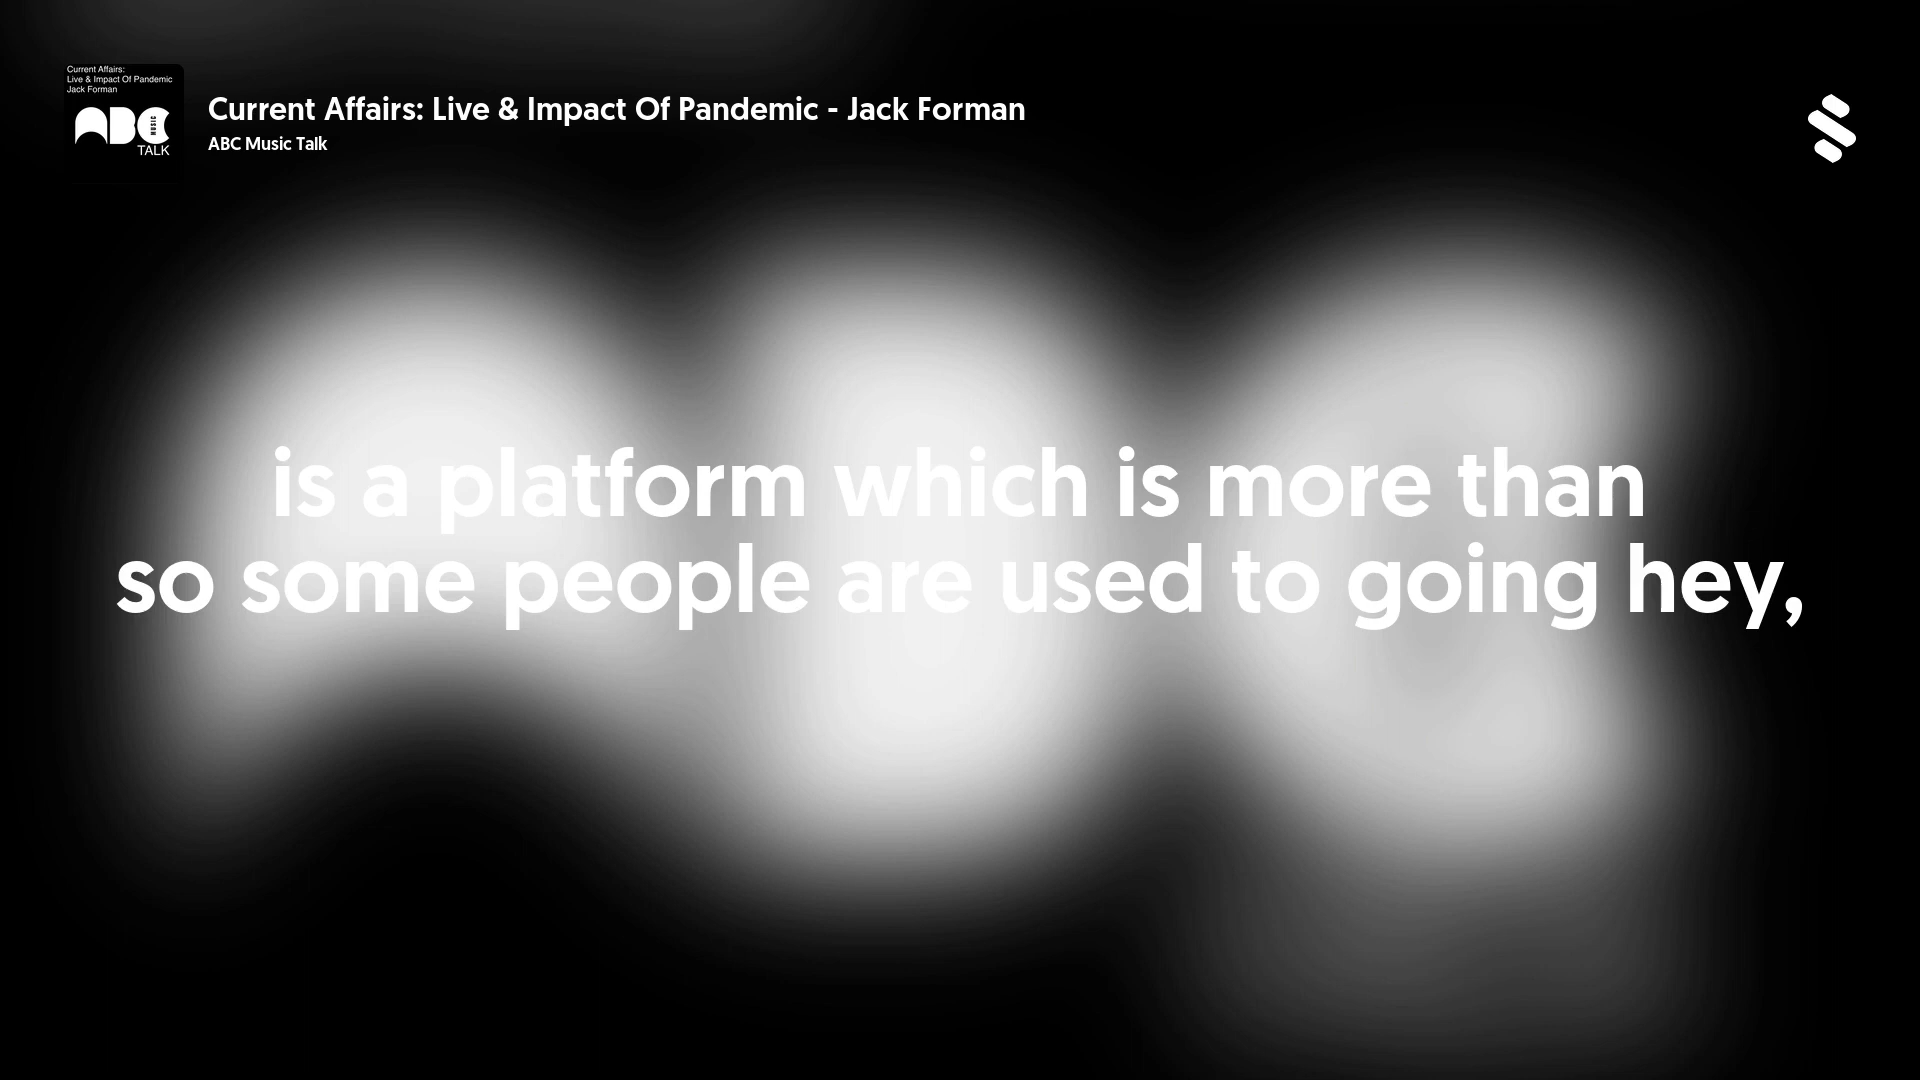 Current Affairs:
Live & Impact Of Pandemic
Jack Forman
ABC MUSIC
TALK
Current Affairs: Live & Impact Of Pandemic - Jack Forman
ABC Music Talk
is a platform which is more than
so some people are used to going hey,